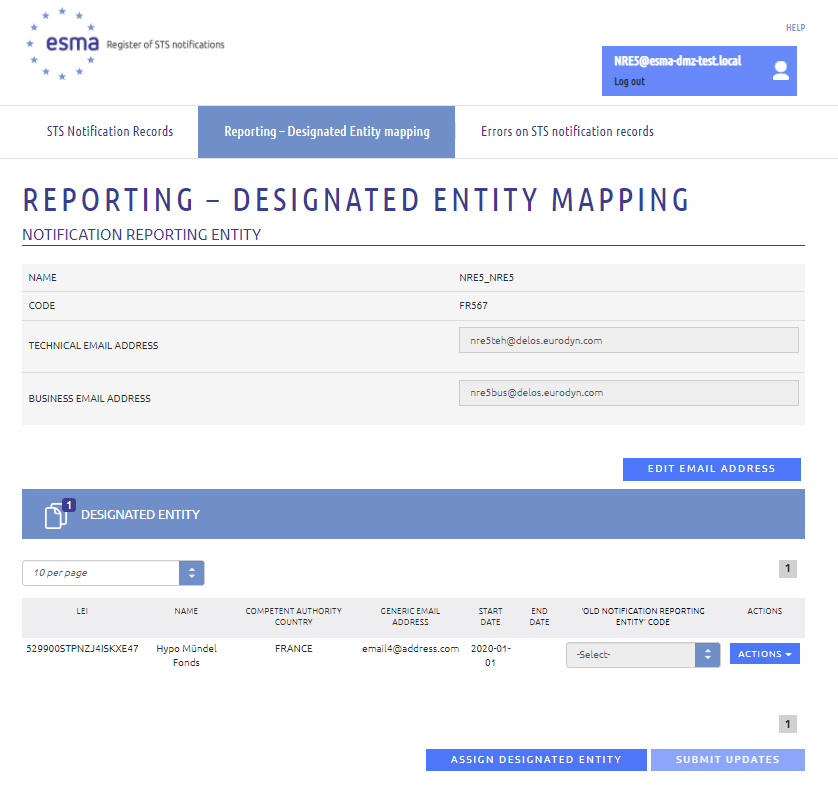 HELP
esma Register of STS notifications
NRE5@esma-dmz-test.local
Log out
STS Notification Records
Reporting – Designated Entity mapping
Errors on STS notification records
REPORTING – DESIGNATED ENTITY MAPPING
NOTIFICATION REPORTING ENTITY
NAME NRE5_NRE5
CODE FR567
TECHNICAL EMAIL ADDRESS nre5teh@delos.eurodyn.com
BUSINESS EMAIL ADDRESS nre5bus@delos.eurodyn.com
EDIT EMAIL ADDRESS
1
DESIGNATED ENTITY
10 per page
1
LEI NAME COMPETENT AUTHORITY GENERIC EMAIL START END 'OLD NOTIFICATION REPORTING ACTIONS
COUNTRY ADDRESS DATE DATE ENTITY' CODE
529900STPNZJ4ISKXE47 Hypo Mündel FRANCE email4@address.com 2020-01- -Select- ACTIONS
Fonds 01
1
ASSIGN DESIGNATED ENTITY SUBMIT UPDATES